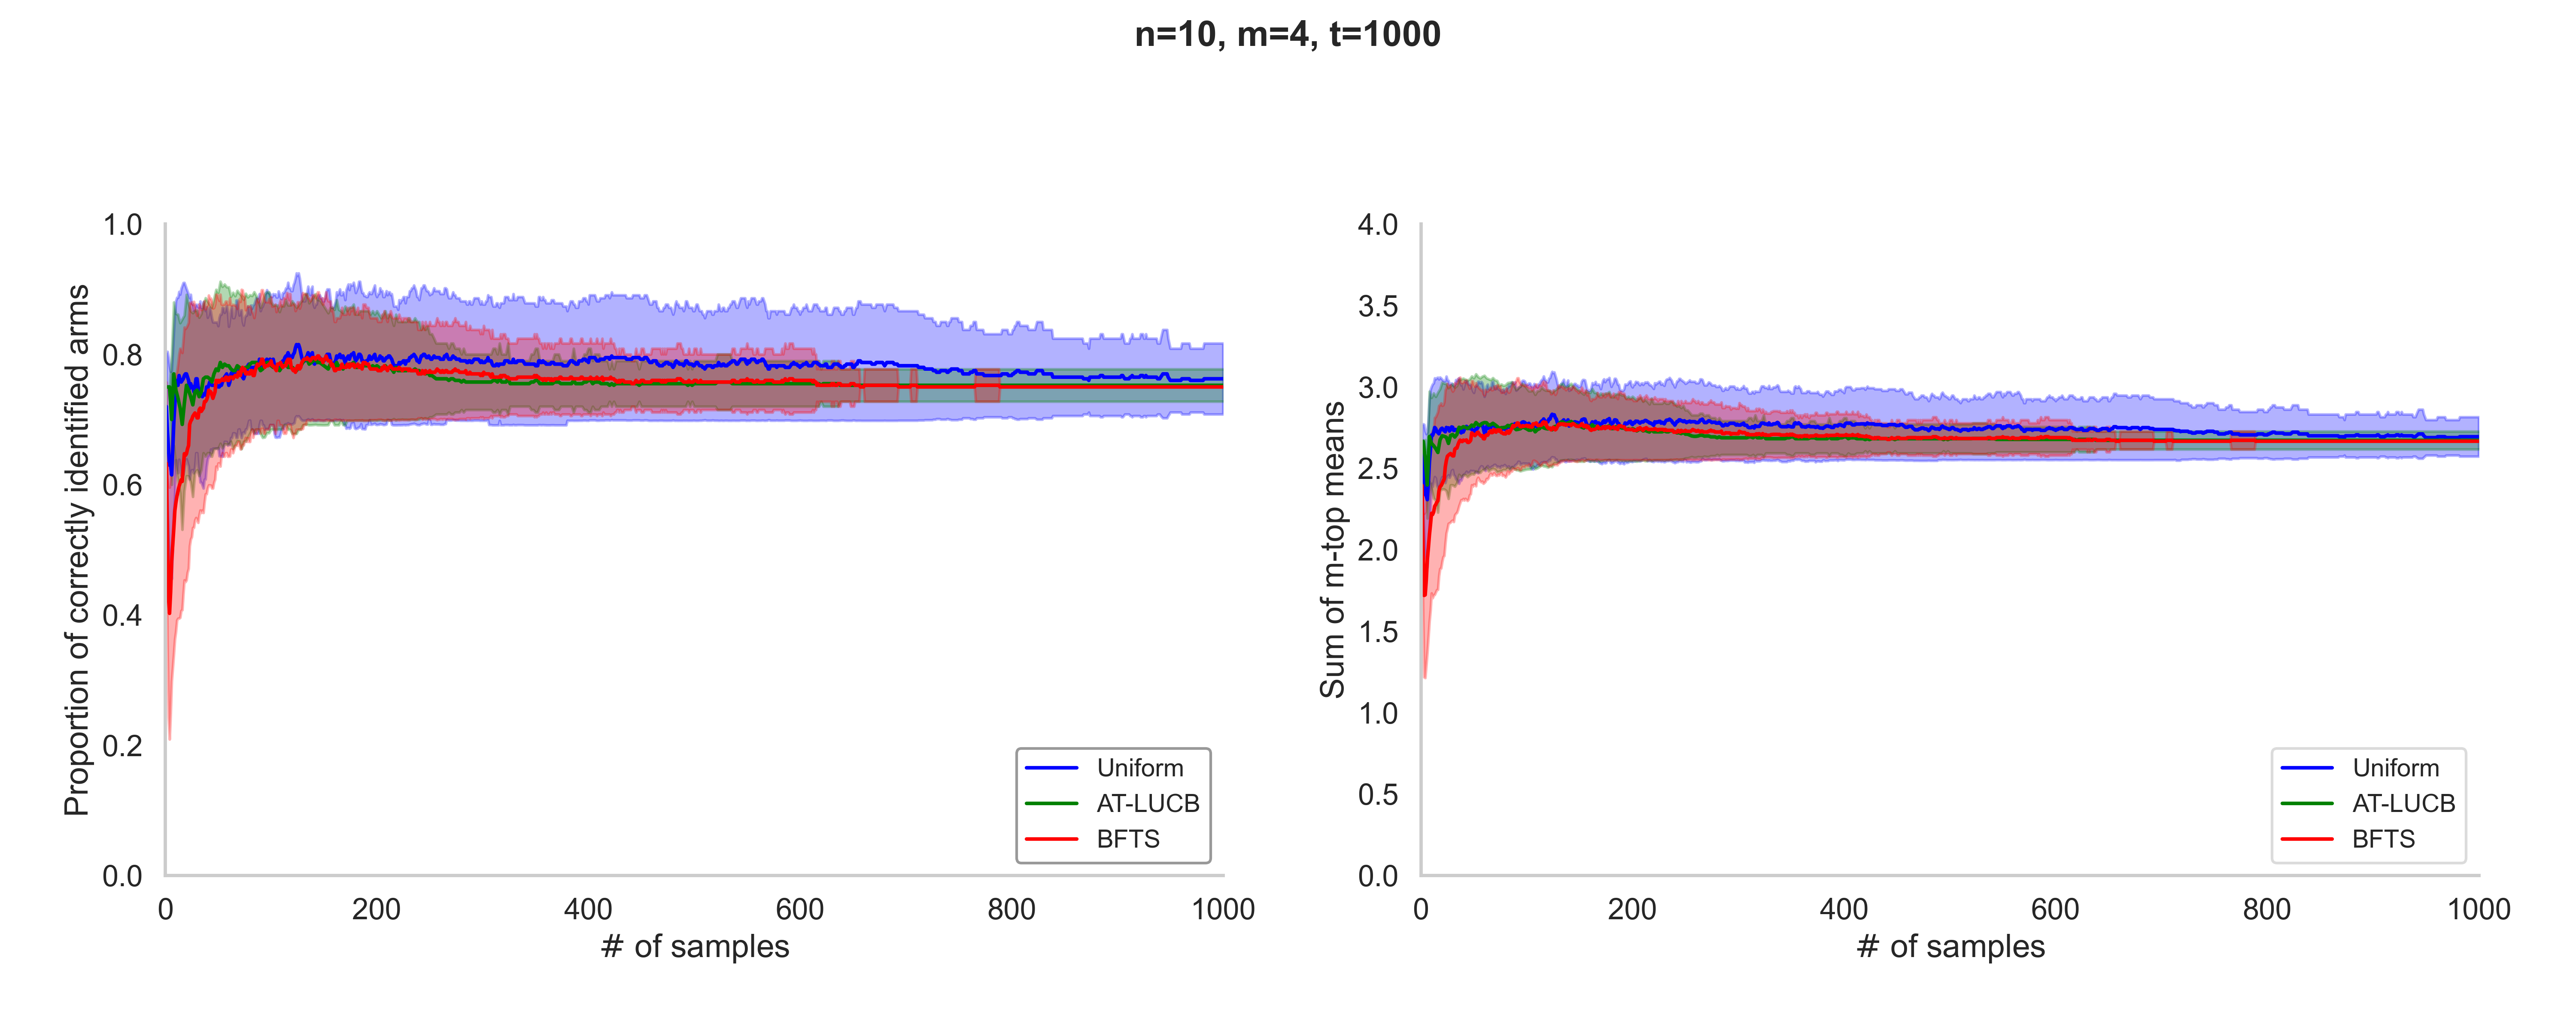 n=10, m=4, t=1000
Proportion of correctly identified arms
1.0
0.8
0.6
0.4
0.2
0.0
0 200 400 600 800 1000
# of samples
Uniform
AT-LUCB
BFTS
Sum of m-top means
4.0
3.5
3.0
2.5
2.0
1.5
1.0
0.5
0.0
0 200 400 600 800 1000
# of samples
Uniform
AT-LUCB
BFTS